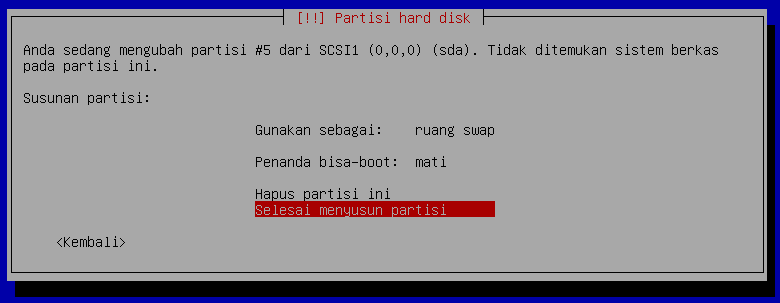 [!!] Partisi hard disk
Anda sedang mengubah partisi #5 dari SCSI1 (0,0,0) (sda). Tidak ditemukan sistem berkas
pada partisi ini.
Susunan partisi:
Gunakan sebagai: ruang swap
Penanda bisa-boot: mati
Hapus partisi ini
Selesai menyusun partisi
<Kembali>